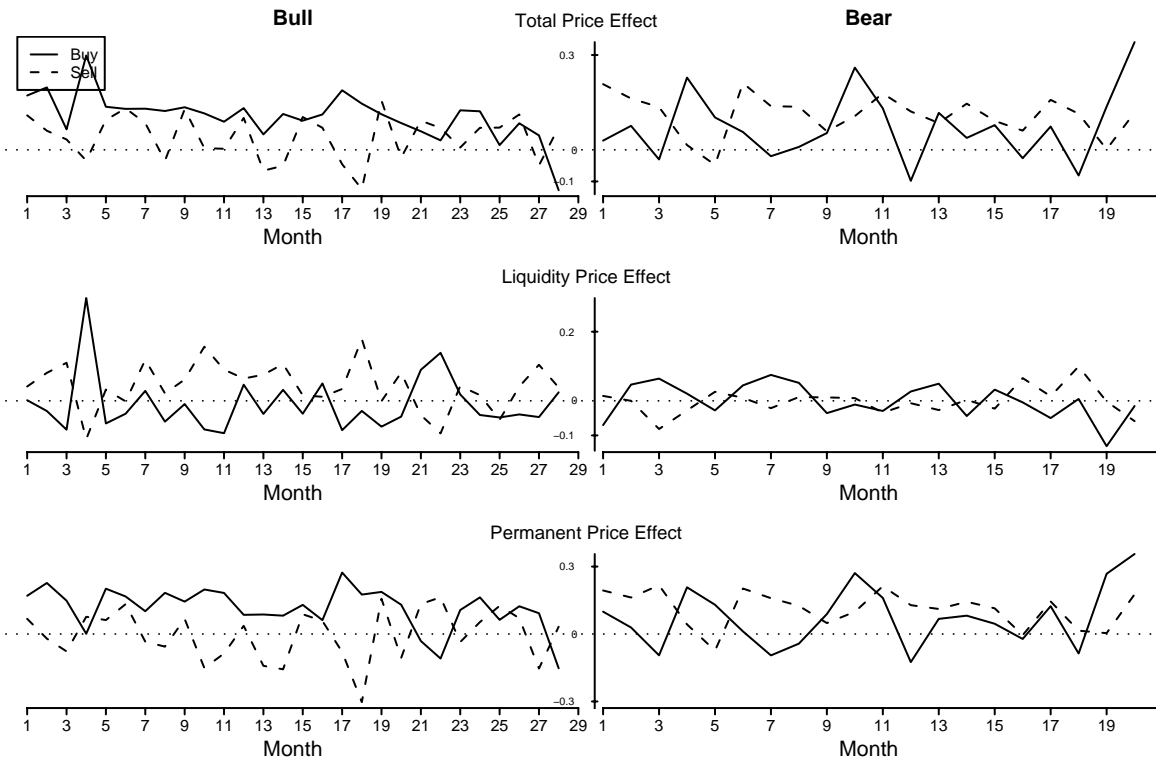 Bull
Total Price Effect
Bear
Buy
Sell
0.3
0
−0.1
1 3 5 7 9 11 13 15 17 19 21 23 25 27 29
Month
1 3 5 7 9 11 13 15 17 19
Month
Liquidity Price Effect
0.2
0
−0.1
1 3 5 7 9 11 13 15 17 19 21 23 25 27 29
Month
1 3 5 7 9 11 13 15 17 19
Month
Permanent Price Effect
0.3
0
−0.3
1 3 5 7 9 11 13 15 17 19 21 23 25 27 29
Month
1 3 5 7 9 11 13 15 17 19
Month